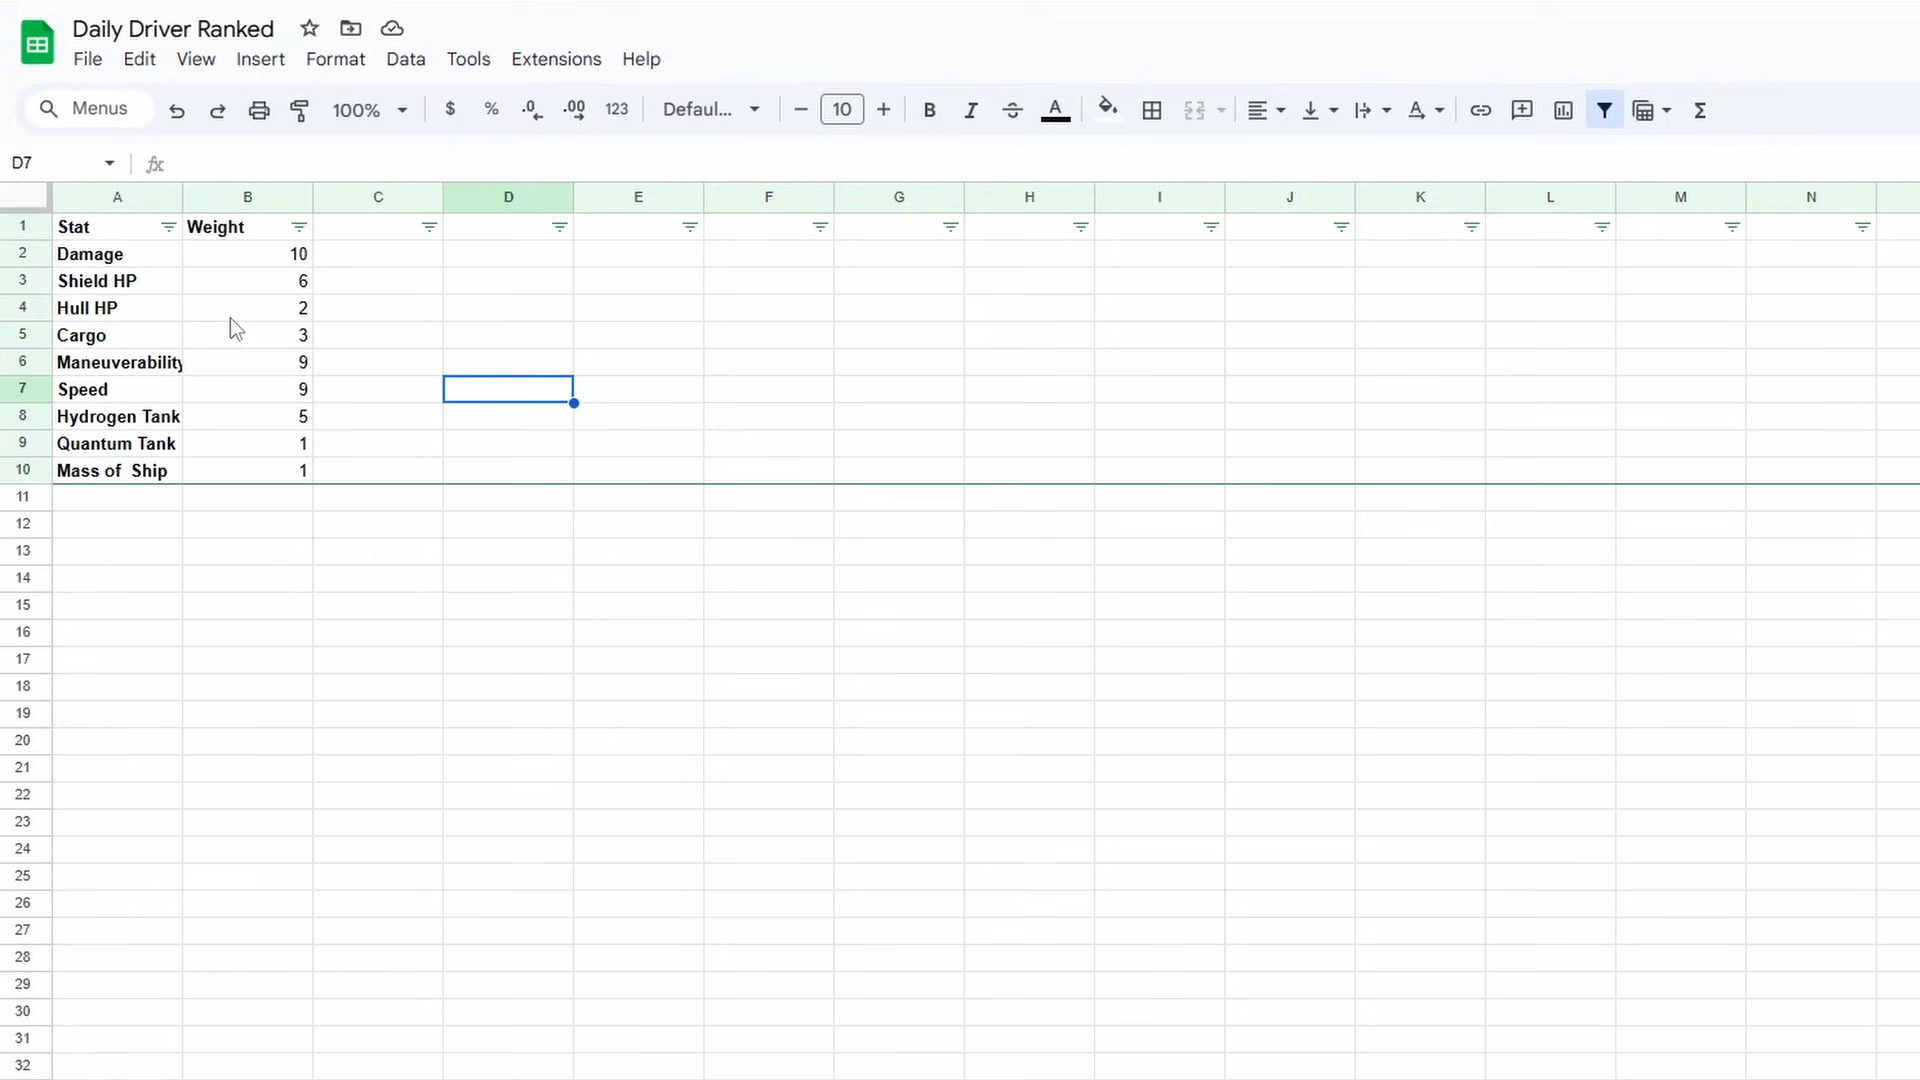 Daily Driver Ranked
File Edit View Insert Format Data Tools Extensions Help
Menus 100% $ % .0 .00 123 Defaul... 10 B I A Σ
D7 fx
A B C D E F G H I J K L M N
1 Stat Weight
2 Damage 10
3 Shield HP 6
4 Hull HP 2
5 Cargo 3
6 Maneuverability 9
7 Speed 9
8 Hydrogen Tank 5
9 Quantum Tank 1
10 Mass of  Ship 1
11
12
13
14
15
16
17
18
19
20
21
22
23
24
25
26
27
28
29
30
31
32